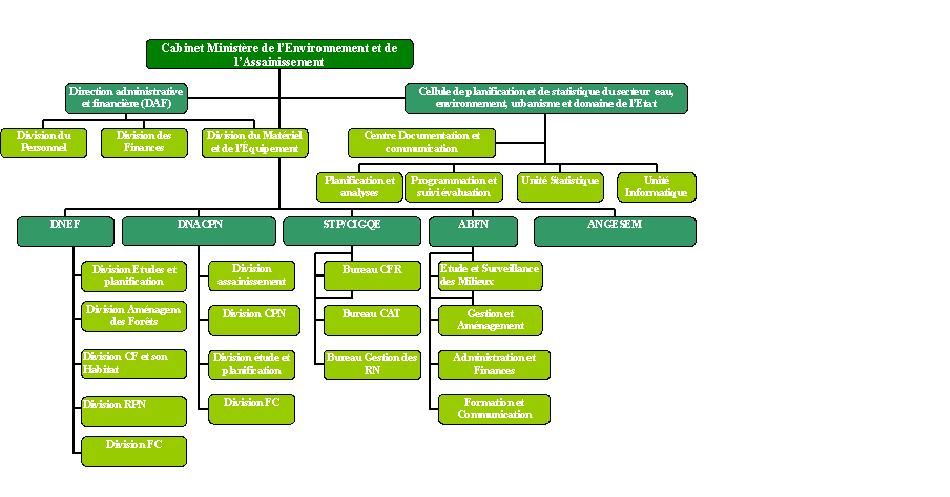 Cabinet Ministère de l'Environnement et de
l'Assainissement
Direction administrative
et financière (DAF)
Cellule de planification et de statistique du secteur eau,
environnement, urbanisme et domaine de l'Etat
Division du
Personnel
Division des
Finances
Division du Matériel
et de l'Équipement
Centre Documentation et
communication
Planification et
analyses
Programmation et
suivi évaluation
Unité Statistique
Unité
Informatique
DNEF
DNACPN
STP/CIGQE
ABFN
ANGESEM
Division Etudes et
planification
Division Aménagem
des Forêts
Division CF et son
Habitat
Division RPN
Division FC
Division
assainissement
Division CPN
Division étude et
planification
Division FC
Bureau CFR
Bureau CAT
Bureau Gestion des
RN
Etude et Surveillance
des Milieux
Gestion et
Aménagement
Administration et
Finances
Formation et
Communication